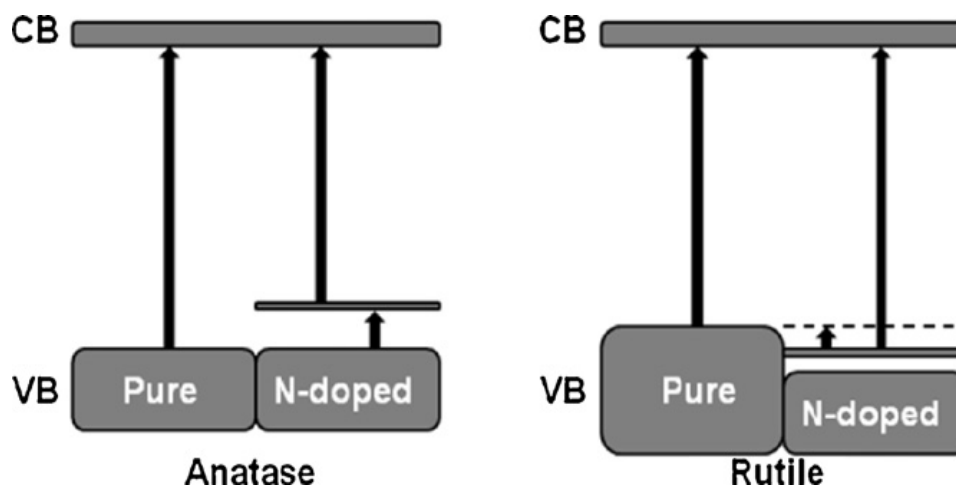 CB
VB
Pure
N-doped
Anatase
CB
VB
Pure
N-doped
Rutile